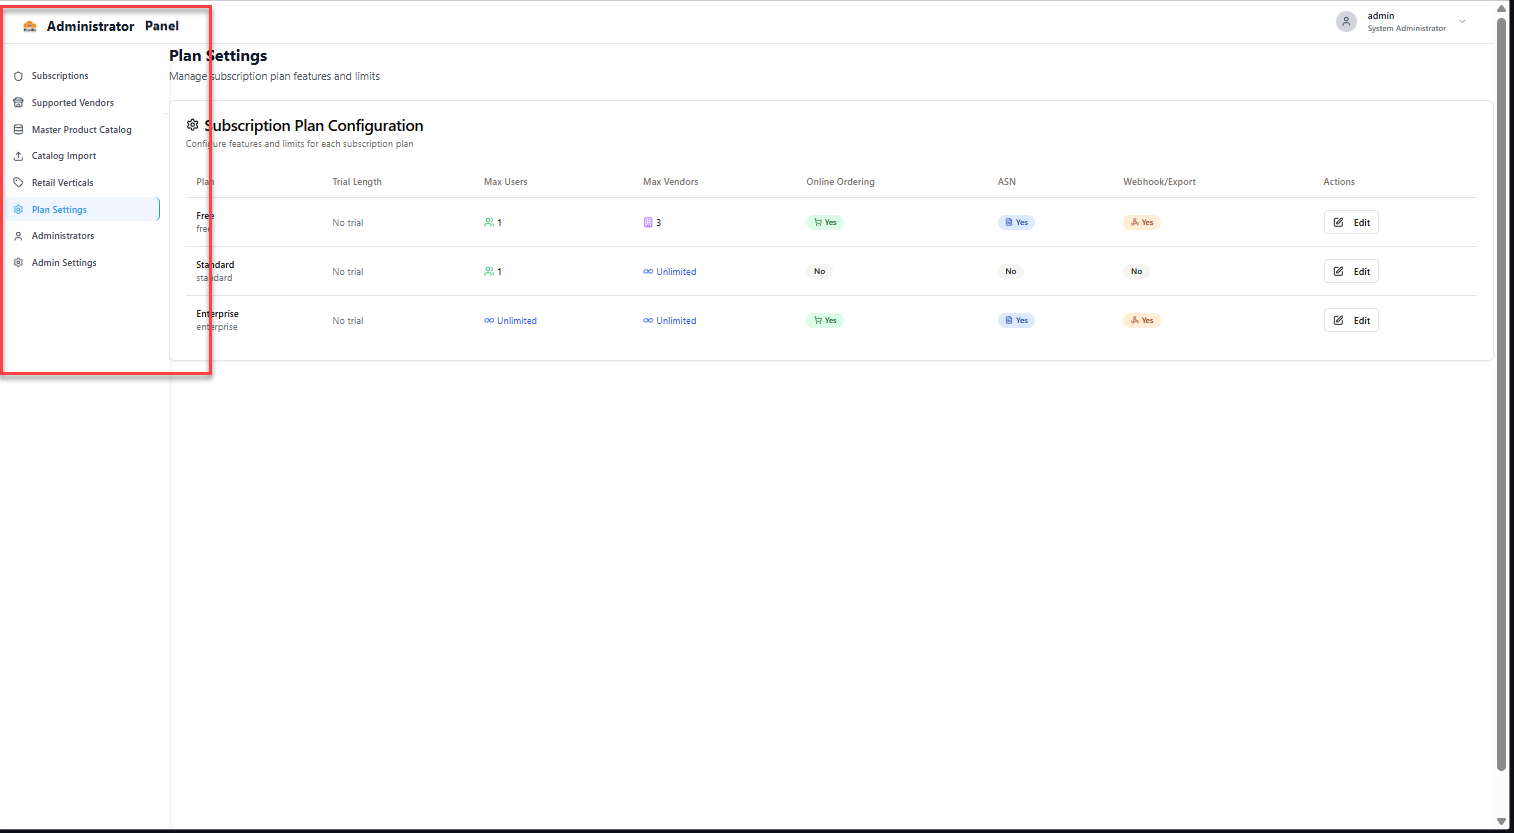 Administrator Panel
admin
System Administrator
Subscriptions
Supported Vendors
Master Product Catalog
Catalog Import
Retail Verticals
Plan Settings
Administrators
Admin Settings
Plan Settings
Manage subscription plan features and limits
Subscription Plan Configuration
Configure features and limits for each subscription plan
Plan Trial Length Max Users Max Vendors Online Ordering ASN Webhook/Export Actions
Free No trial 1 3 Yes Yes Yes Edit
free
Standard No trial 1 Unlimited No No No Edit
standard
Enterprise No trial Unlimited Unlimited Yes Yes Yes Edit
enterprise